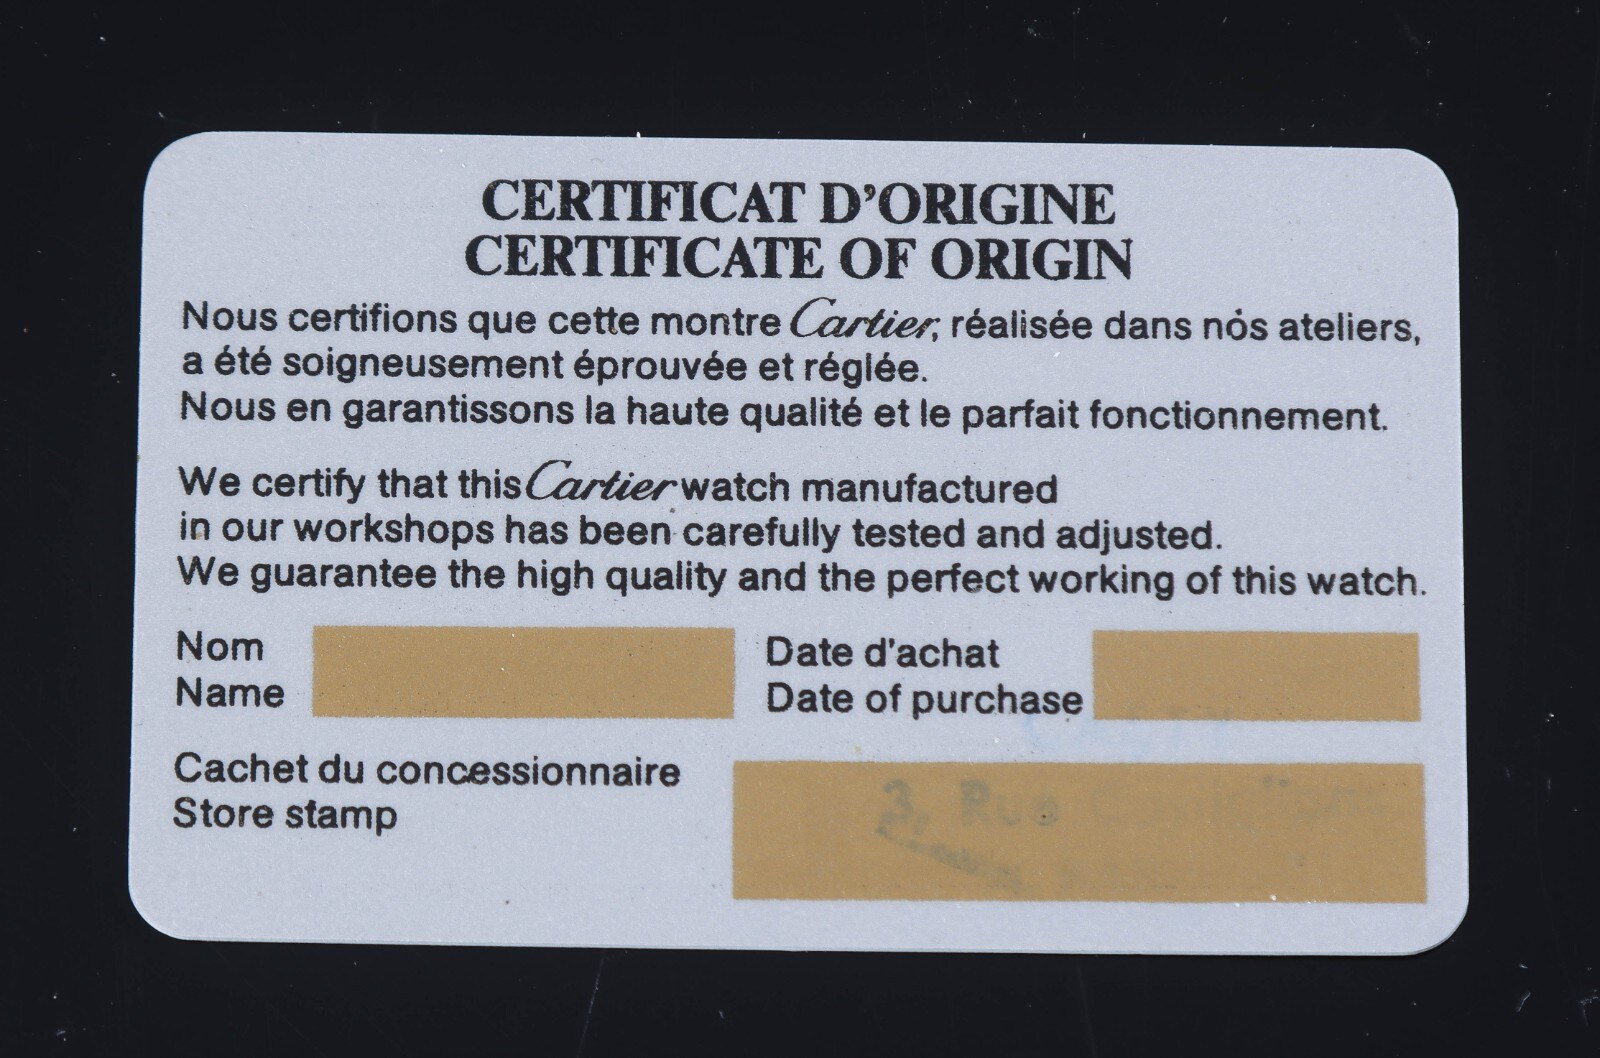 CERTIFICAT D'ORIGINE
CERTIFICATE OF ORIGIN
Nous certifions que cette montre Cartier, réalisée dans nos ateliers,
a été soigneusement éprouvée et réglée.
Nous en garantissons la haute qualité et le parfait fonctionnement.
We certify that this Cartier watch manufactured
in our workshops has been carefully tested and adjusted.
We guarantee the high quality and the perfect working of this watch.
Nom
Name
Date d'achat
Date of purchase
Cachet du concessionnaire
Store stamp
3, Rue